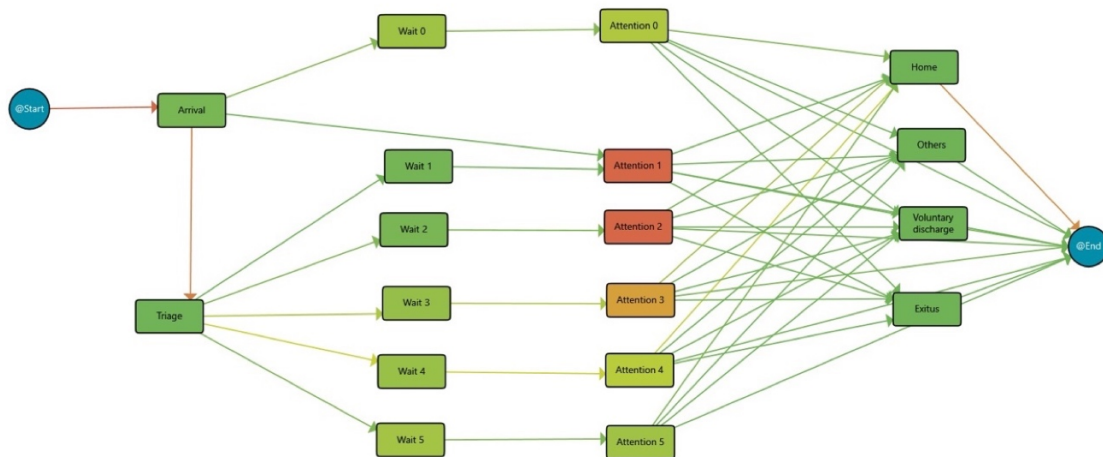 @Start
Arrival
Triage
Wait 0
Wait 1
Wait 2
Wait 3
Wait 4
Wait 5
Attention 0
Attention 1
Attention 2
Attention 3
Attention 4
Attention 5
Home
Others
Voluntary
discharge
Exitus
@End